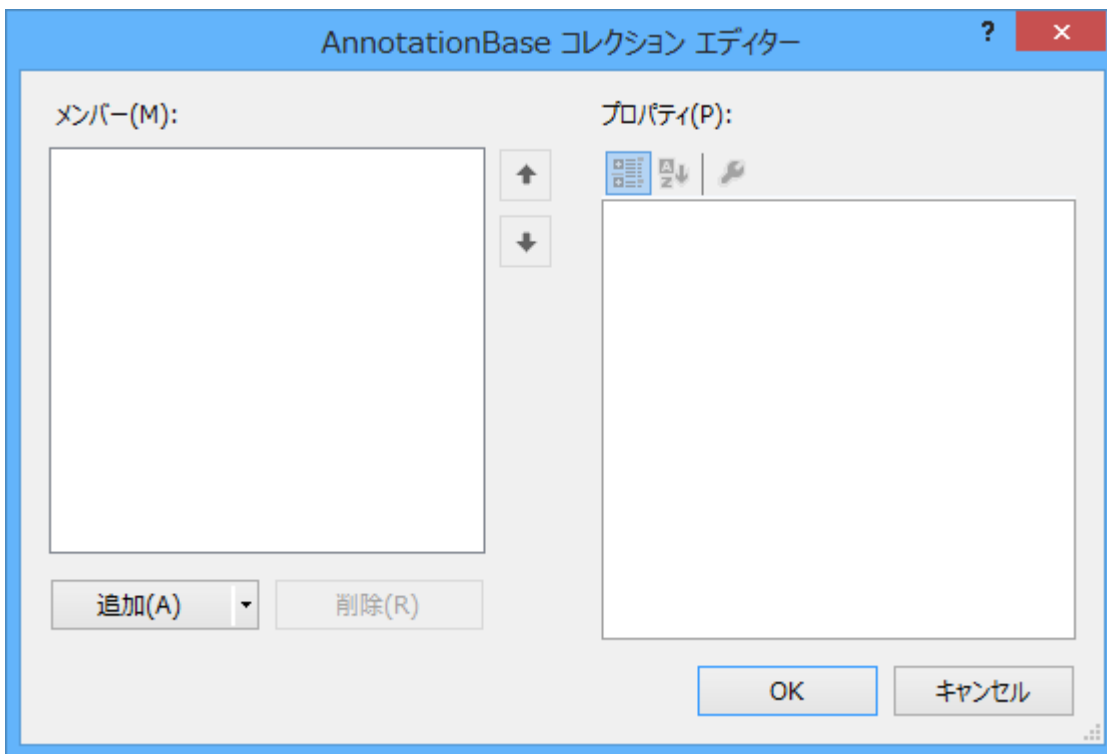 AnnotationBase コレクション エディター
?
メンバー(M):
プロパティ(P):
追加(A)
削除(R)
OK
キャンセル